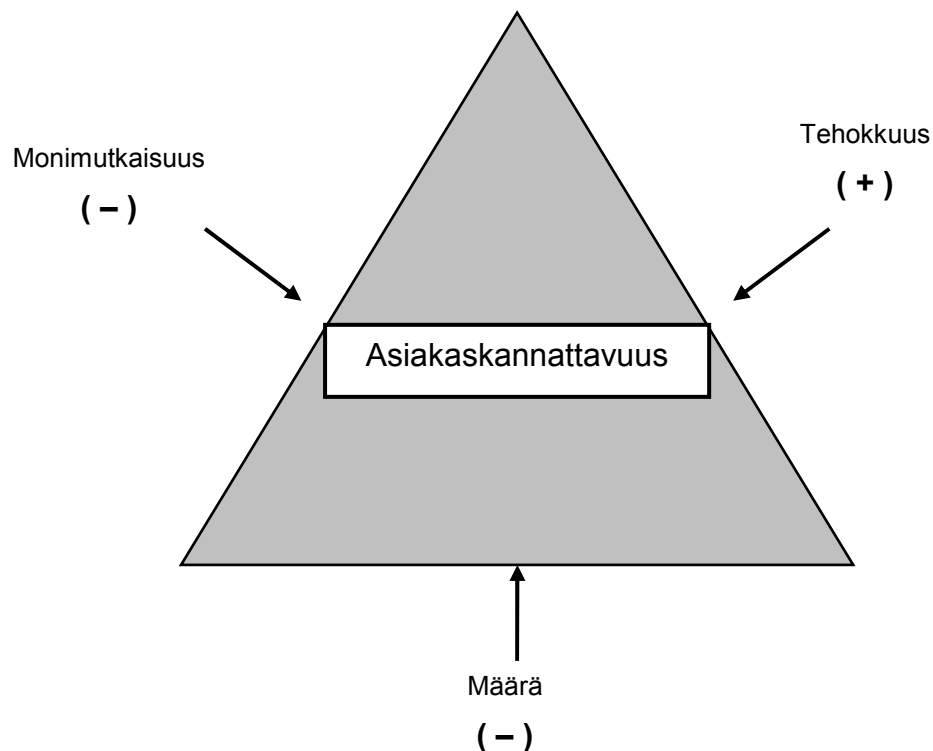 Tehokkuus
( + )
Monimutkaisuus
( – )
Asiakaskannattavuus
Määrä
( – )